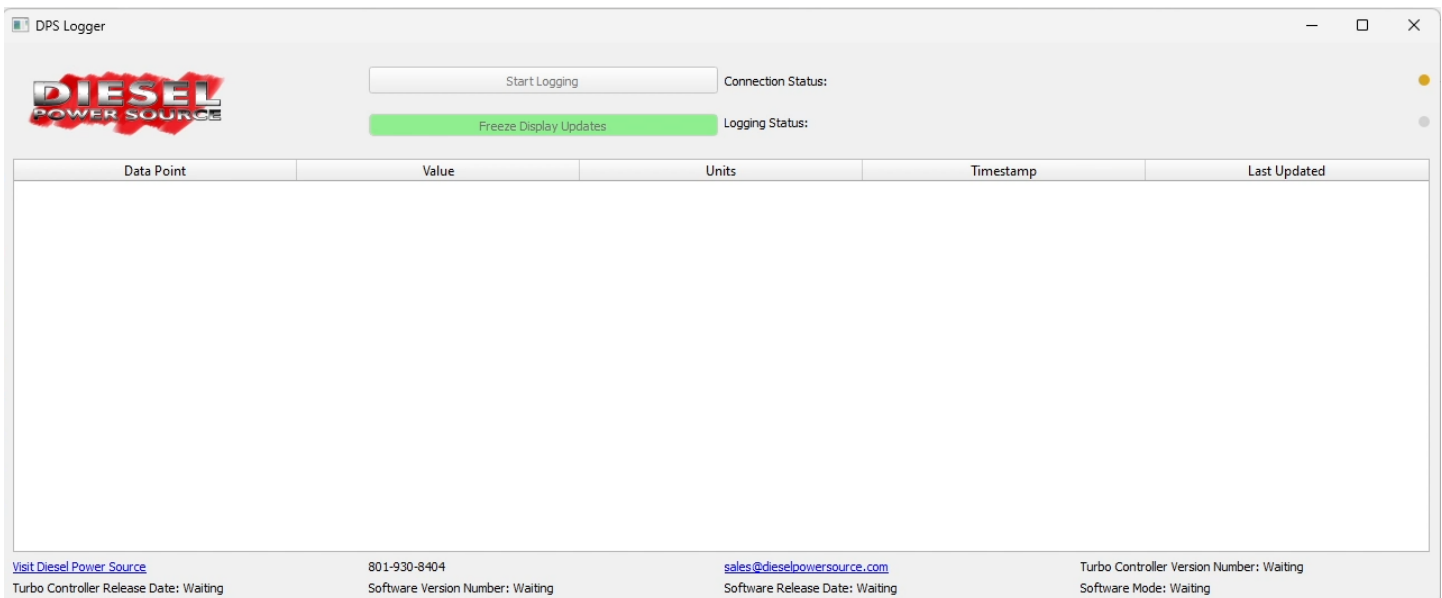 DPS Logger
DIESEL
POWER SOURCE
Start Logging
Connection Status:
Freeze Display Updates
Logging Status:
Data Point Value Units Timestamp Last Updated
Visit Diesel Power Source 801-930-8404 sales@dieselpowersource.com Turbo Controller Version Number: Waiting
Turbo Controller Release Date: Waiting Software Version Number: Waiting Software Release Date: Waiting Software Mode: Waiting